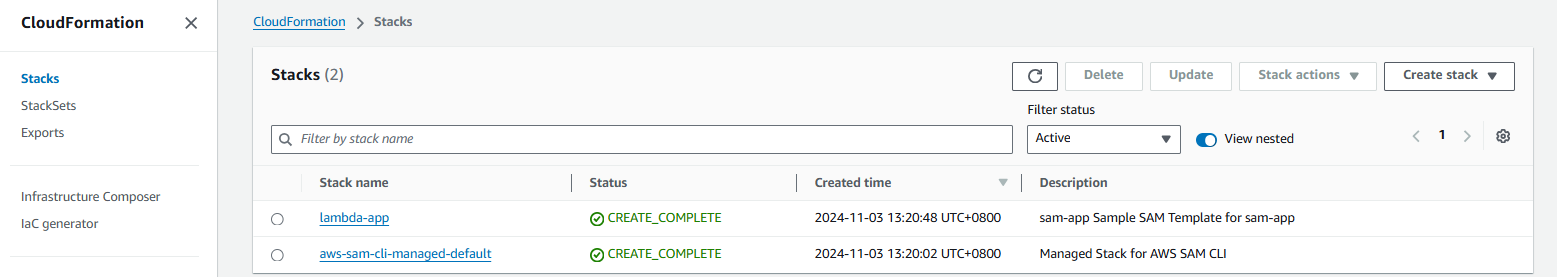 CloudFormation
CloudFormation Stacks
Stacks
StackSets
Exports
Infrastructure Composer
IaC generator
Stacks (2)
Delete Update Stack actions Create stack
Filter status
Filter by stack name
Active
View nested
1
Stack name Status Created time Description
lambda-app CREATE_COMPLETE 2024-11-03 13:20:48 UTC+0800 sam-app Sample SAM Template for sam-app
aws-sam-cli-managed-default CREATE_COMPLETE 2024-11-03 13:20:02 UTC+0800 Managed Stack for AWS SAM CLI